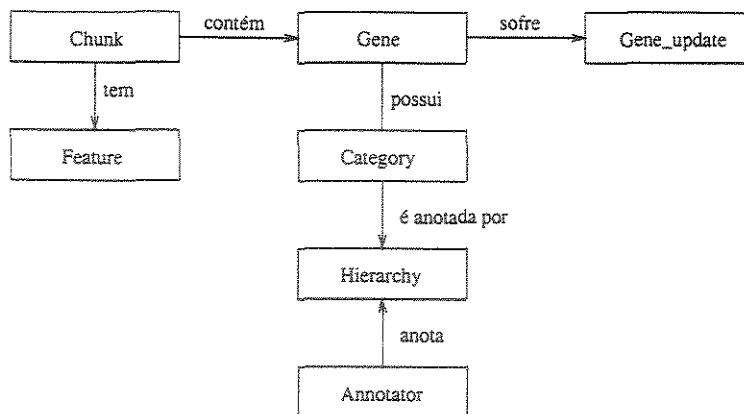 Chunk
contém
Gene
sofre
Gene_update
tem
possui
Feature
Category
é anotada por
Hierarchy
anota
Annotator